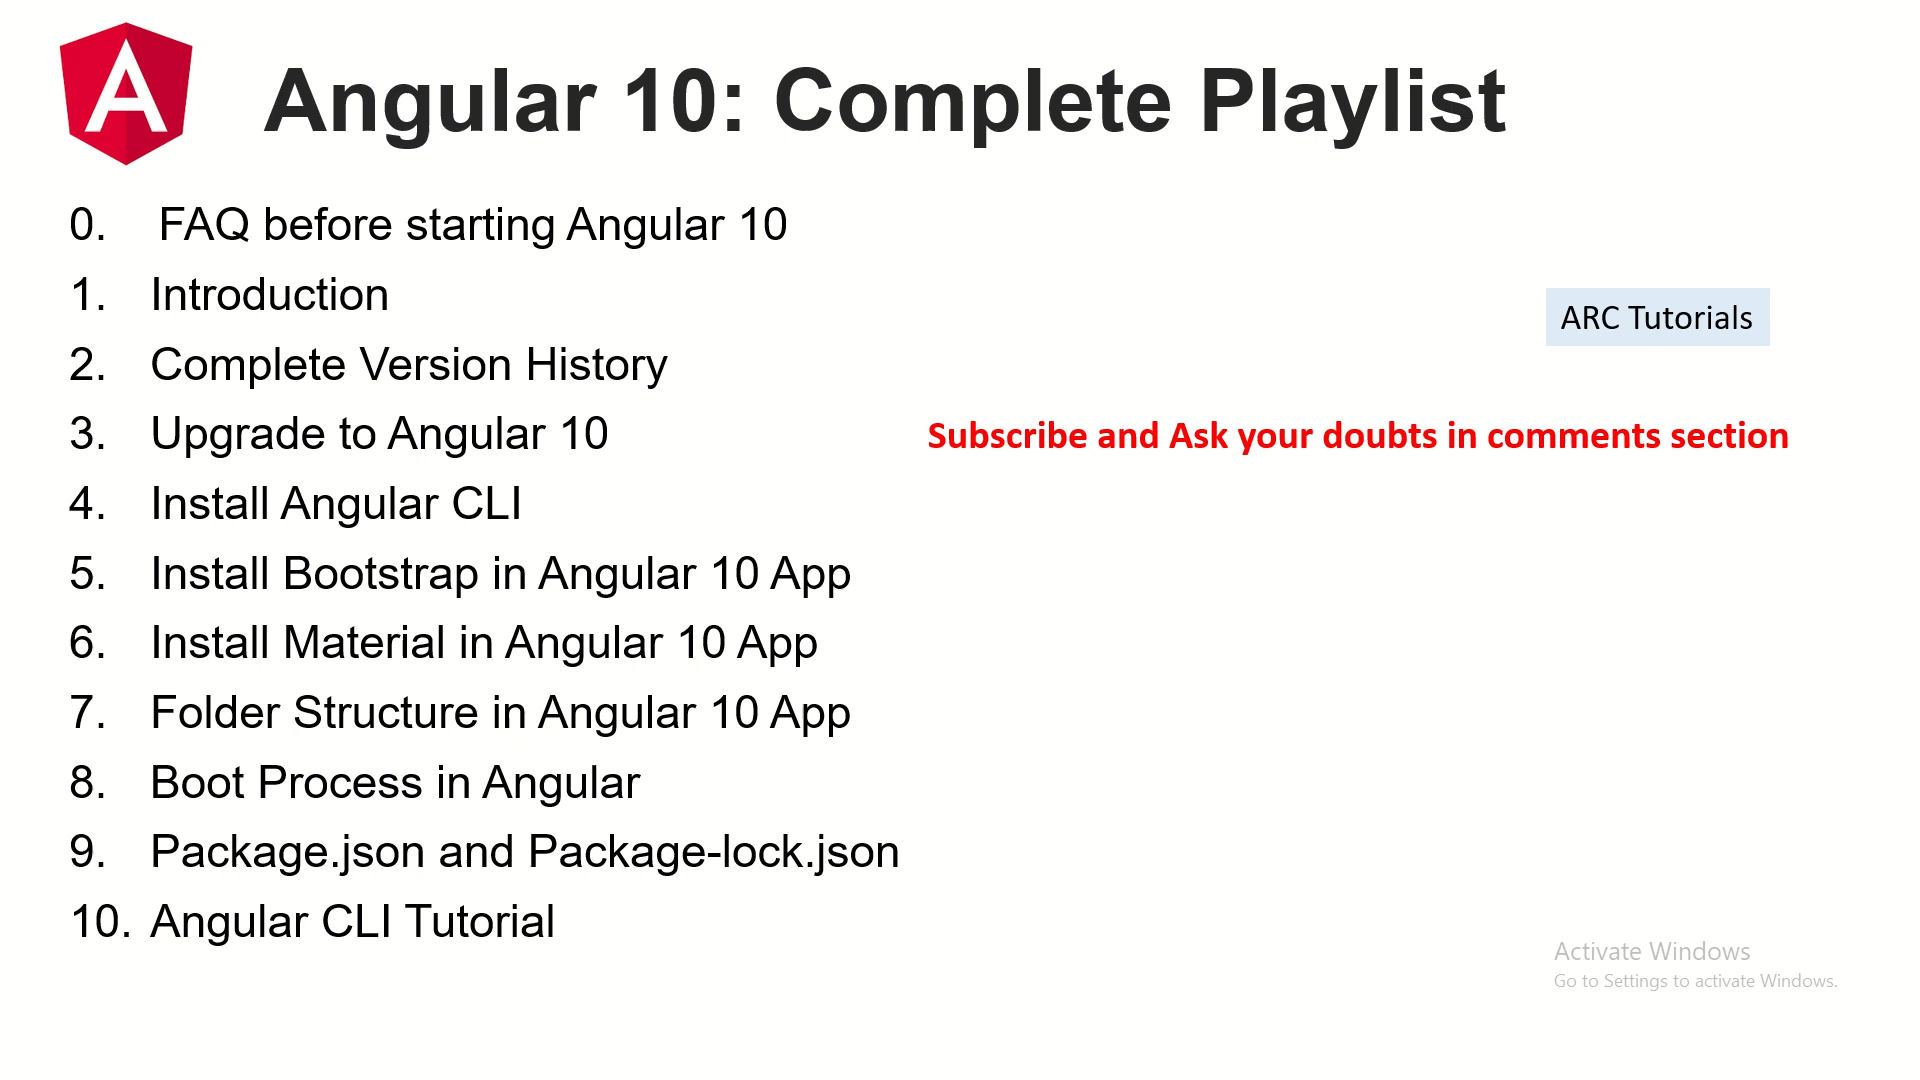 Angular 10: Complete Playlist
0. FAQ before starting Angular 10
1. Introduction
2. Complete Version History
3. Upgrade to Angular 10
4. Install Angular CLI
5. Install Bootstrap in Angular 10 App
6. Install Material in Angular 10 App
7. Folder Structure in Angular 10 App
8. Boot Process in Angular
9. Package.json and Package-lock.json
10. Angular CLI Tutorial
ARC Tutorials
Subscribe and Ask your doubts in comments section
Activate Windows
Go to Settings to activate Windows.